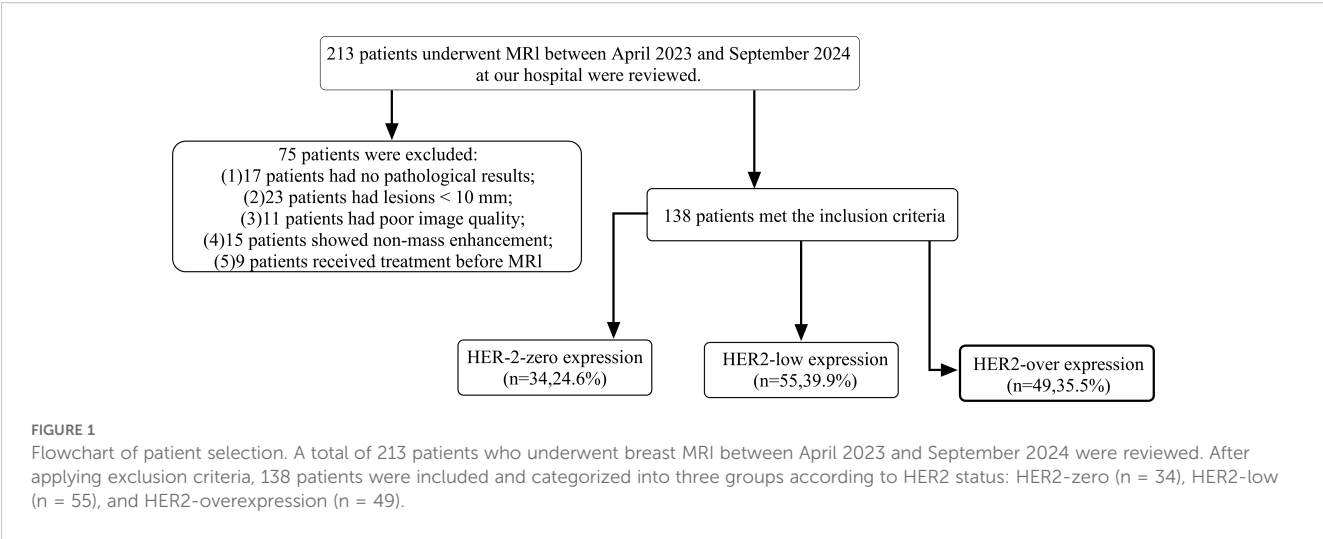 213 patients underwent MRl between April 2023 and September 2024
at our hospital were reviewed.
75 patients were excluded:
(1)17 patients had no pathological results;
(2)23 patients had lesions < 10 mm;
(3)11 patients had poor image quality;
(4)15 patients showed non-mass enhancement;
(5)9 patients received treatment before MRl
138 patients met the inclusion criteria
HER-2-zero expression
(n=34,24.6%)
HER2-low expression
(n=55,39.9%)
HER2-over expression
(n=49,35.5%)
FIGURE 1
Flowchart of patient selection. A total of 213 patients who underwent breast MRI between April 2023 and September 2024 were reviewed. After
applying exclusion criteria, 138 patients were included and categorized into three groups according to HER2 status: HER2-zero (n = 34), HER2-low
(n = 55), and HER2-overexpression (n = 49).